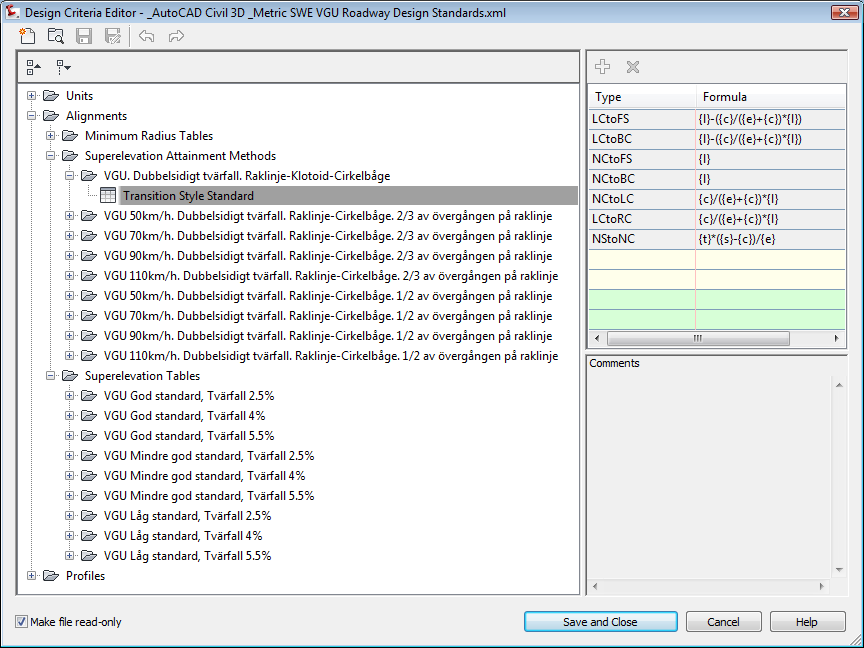 Design Criteria Editor - _AutoCAD Civil 3D _Metric SWE VGU Roadway Design Standards.xml
Units
Alignments
Minimum Radius Tables
Superelevation Attainment Methods
VGU. Dubbelsidigt tvärfall. Raklinje-Klotoid-Cirkelbåge
Transition Style Standard
VGU 50km/h. Dubbelsidigt tvärfall. Raklinje-Cirkelbåge. 2/3 av övergången på raklinje
VGU 70km/h. Dubbelsidigt tvärfall. Raklinje-Cirkelbåge. 2/3 av övergången på raklinje
VGU 90km/h. Dubbelsidigt tvärfall. Raklinje-Cirkelbåge. 2/3 av övergången på raklinje
VGU 110km/h. Dubbelsidigt tvärfall. Raklinje-Cirkelbåge. 2/3 av övergången på raklinje
VGU 50km/h. Dubbelsidigt tvärfall. Raklinje-Cirkelbåge. 1/2 av övergången på raklinje
VGU 70km/h. Dubbelsidigt tvärfall. Raklinje-Cirkelbåge. 1/2 av övergången på raklinje
VGU 90km/h. Dubbelsidigt tvärfall. Raklinje-Cirkelbåge. 1/2 av övergången på raklinje
VGU 110km/h. Dubbelsidigt tvärfall. Raklinje-Cirkelbåge. 1/2 av övergången på raklinje
Superelevation Tables
VGU God standard, Tvärfall 2.5%
VGU God standard, Tvärfall 4%
VGU God standard, Tvärfall 5.5%
VGU Mindre god standard, Tvärfall 2.5%
VGU Mindre god standard, Tvärfall 4%
VGU Mindre god standard, Tvärfall 5.5%
VGU Låg standard, Tvärfall 2.5%
VGU Låg standard, Tvärfall 4%
VGU Låg standard, Tvärfall 5.5%
Profiles
Type Formula
LCtoFS {l}-({c}/({e}+{c})*{l})
LCtoBC {l}-({c}/({e}+{c})*{l})
NCtoFS {l}
NCtoBC {l}
NCtoLC {c}/({e}+{c})*{l}
LCtoRC {c}/({e}+{c})*{l}
NStoNC {t}*({s}-{c})/{e}
Comments
Make file read-only
Save and Close
Cancel
Help